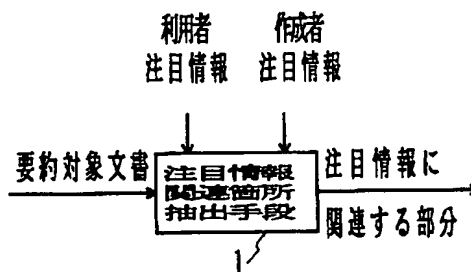 利用者
注目情報
作成者
注目情報
要約対象文書
注目情報
関連箇所
抽出手段
注目情報に
関連する部分
1